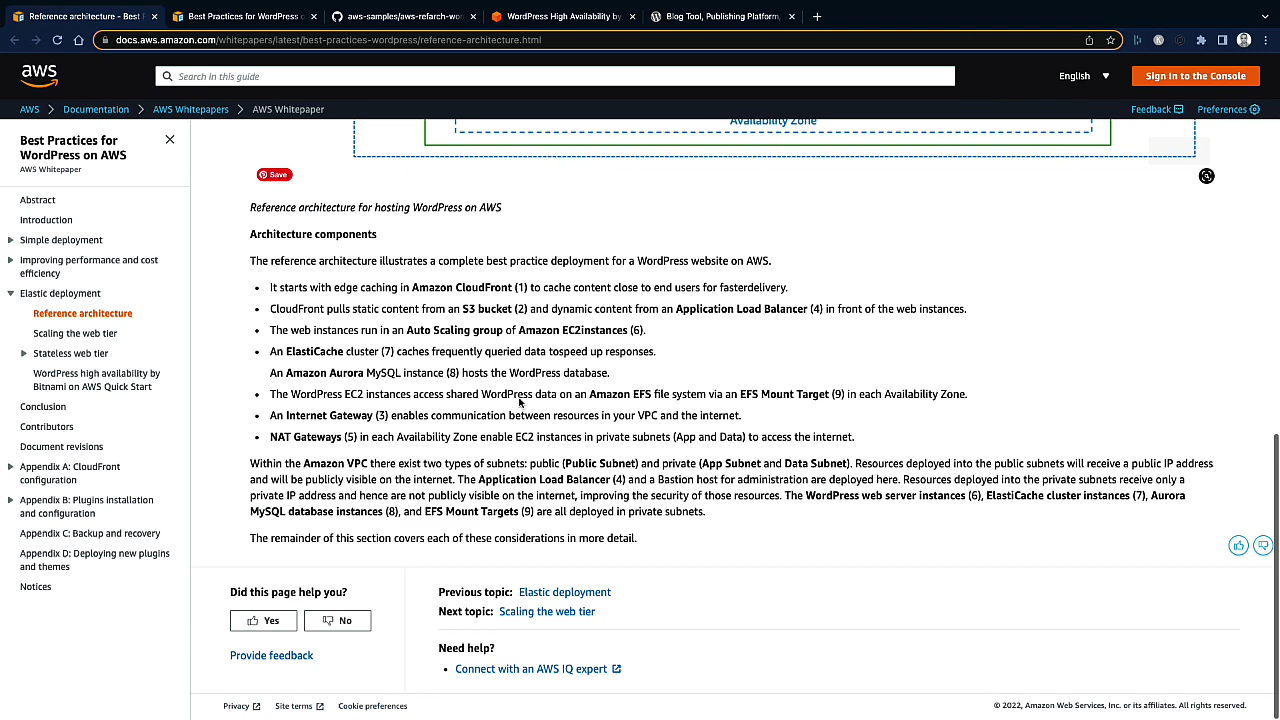 Reference architecture - Best P
Best Practices for WordPress o
aws-samples/aws-refarch-wor
WordPress High Availability by
Blog Tool, Publishing Platform,
docs.aws.amazon.com/whitepapers/latest/best-practices-wordpress/reference-architecture.html
aws
Search in this guide
English
Sign In to the Console
AWS
Documentation
AWS Whitepapers
AWS Whitepaper
Feedback
Preferences
Best Practices for
WordPress on AWS
AWS Whitepaper
Abstract
Introduction
Simple deployment
Improving performance and cost
efficiency
Elastic deployment
Reference architecture
Scaling the web tier
Stateless web tier
WordPress high availability by
Bitnami on AWS Quick Start
Conclusion
Contributors
Document revisions
Appendix A: CloudFront
configuration
Appendix B: Plugins installation
and configuration
Appendix C: Backup and recovery
Appendix D: Deploying new plugins
and themes
Notices
Availability Zone
Save
Reference architecture for hosting WordPress on AWS
Architecture components
The reference architecture illustrates a complete best practice deployment for a WordPress website on AWS.
• It starts with edge caching in Amazon CloudFront (1) to cache content close to end users for fasterdelivery.
• CloudFront pulls static content from an S3 bucket (2) and dynamic content from an Application Load Balancer (4) in front of the web instances.
• The web instances run in an Auto Scaling group of Amazon EC2instances (6).
• An ElastiCache cluster (7) caches frequently queried data tospeed up responses.
An Amazon Aurora MySQL instance (8) hosts the WordPress database.
• The WordPress EC2 instances access shared WordPress data on an Amazon EFS file system via an EFS Mount Target (9) in each Availability Zone.
• An Internet Gateway (3) enables communication between resources in your VPC and the internet.
• NAT Gateways (5) in each Availability Zone enable EC2 instances in private subnets (App and Data) to access the internet.
Within the Amazon VPC there exist two types of subnets: public (Public Subnet) and private (App Subnet and Data Subnet). Resources deployed into the public subnets will receive a public IP address
and will be publicly visible on the internet. The Application Load Balancer (4) and a Bastion host for administration are deployed here. Resources deployed into the private subnets receive only a
private IP address and hence are not publicly visible on the internet, improving the security of those resources. The WordPress web server instances (6), ElastiCache cluster instances (7), Aurora
MySQL database instances (8), and EFS Mount Targets (9) are all deployed in private subnets.
The remainder of this section covers each of these considerations in more detail.
Did this page help you?
Yes
No
Provide feedback
Previous topic: Elastic deployment
Next topic: Scaling the web tier
Need help?
• Connect with an AWS IQ expert
Privacy
Site terms
Cookie preferences
© 2022, Amazon Web Services, Inc. or its affiliates. All rights reserved.